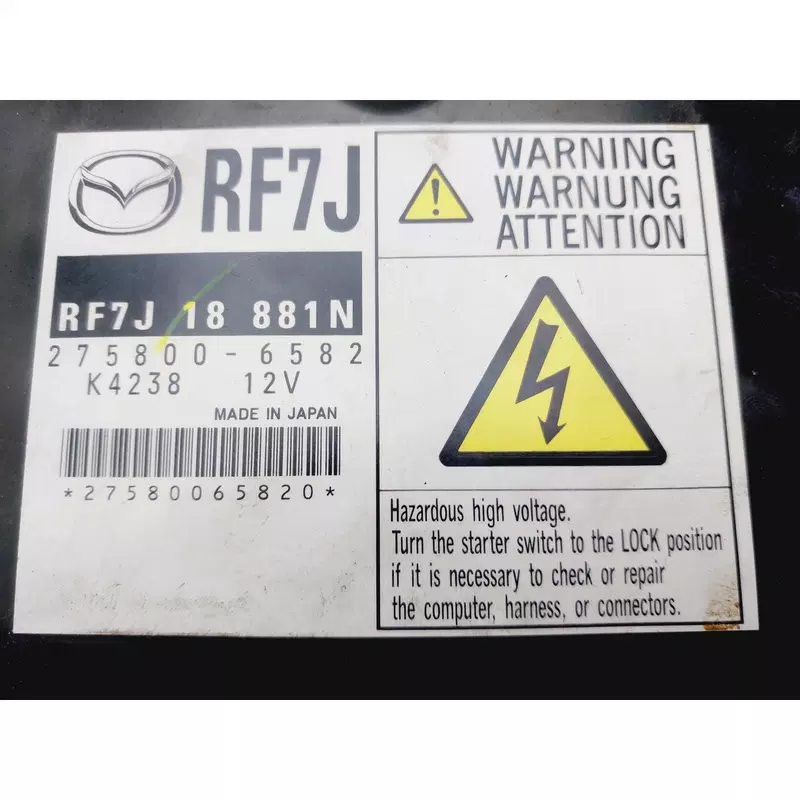 RF7J
RF7J 18 881N
275800-6582
K4238 12V
MADE IN JAPAN
*27580065820*
WARNING
WARNUNG
ATTENTION
Hazardous high voltage.
Turn the starter switch to the LOCK position
if it is necessary to check or repair
the computer, harness, or connectors.